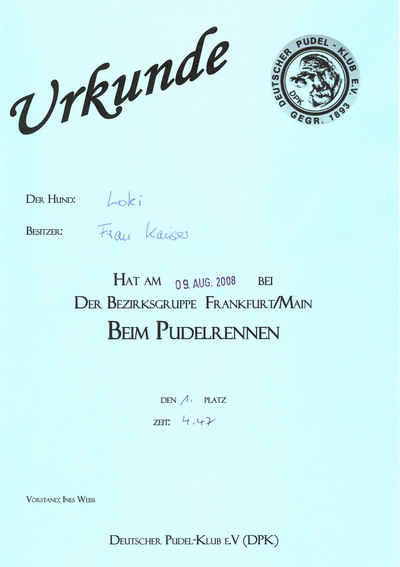 Urkunde
DEUTSCHER PUDEL-KLUB E.V.
DPK
GEGR. 1893
DER HUND: Loki
BESITZER: Frau Kaiser
HAT AM 09. AUG. 2008 BEI
DER BEZIRKSGRUPPE FRANKFURT/MAIN
BEIM PUDELRENNEN
DEN 1. PLATZ
ZEIT: 4.47
VORSTAND: INES WEISS
DEUTSCHER PUDEL-KLUB E.V (DPK)